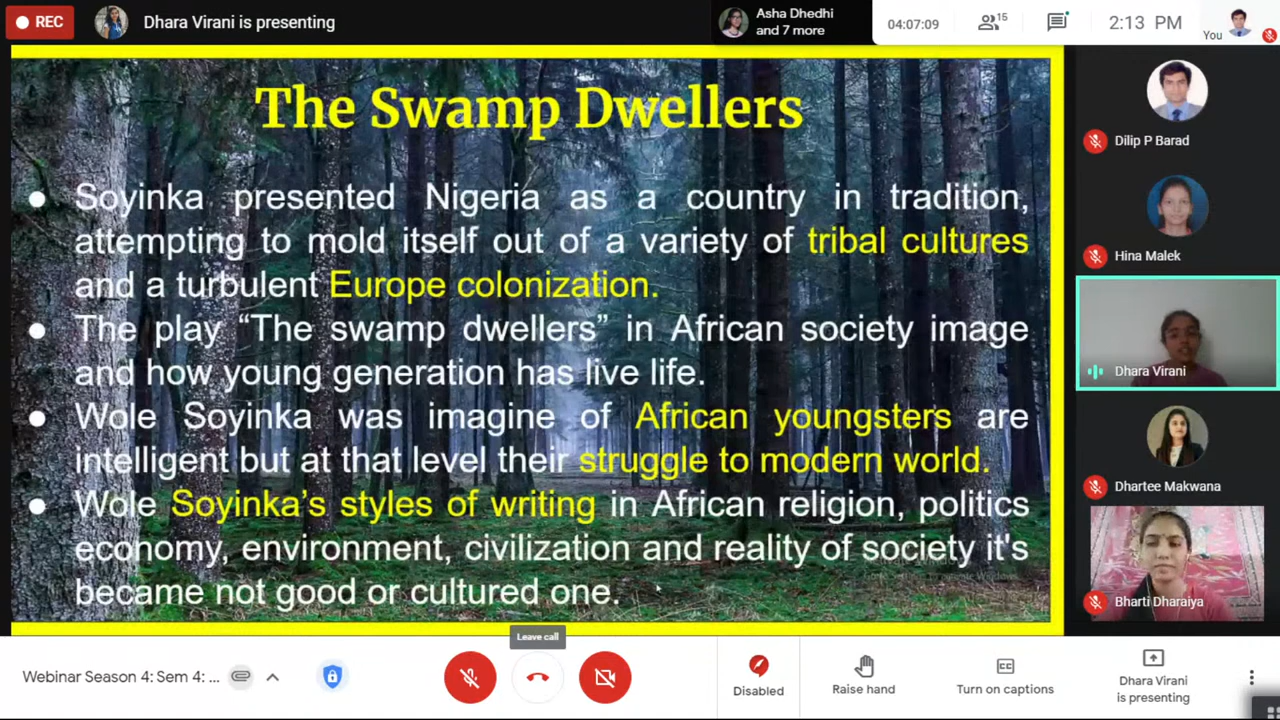 REC
Dhara Virani is presenting
Asha Dhedhi
and 7 more
04:07:09
15
2:13 PM
You
The Swamp Dwellers
Soyinka presented Nigeria as a country in tradition,
attempting to mold itself out of a variety of tribal cultures
and a turbulent Europe colonization.
The play “The swamp dwellers” in African society image
and how young generation has live life.
Wole Soyinka was imagine of African youngsters are
intelligent but at that level their struggle to modern world.
Wole Soyinka’s styles of writing in African religion, politics
economy, environment, civilization and reality of society it's
became not good or cultured one.
Dilip P Barad
Hina Malek
Dhara Virani
Dhartee Makwana
Bharti Dharaiya
Leave call
Webinar Season 4: Sem 4: ...
Disabled
Raise hand
CC
Turn on captions
Dhara Virani
is presenting